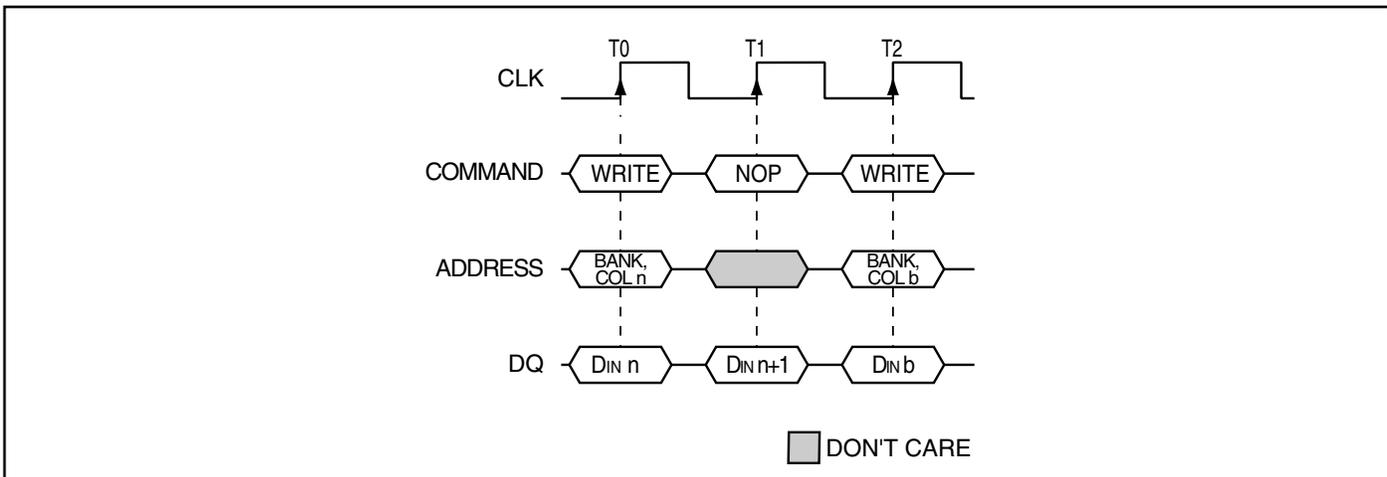 T0 T1 T2
CLK
COMMAND WRITE NOP WRITE
ADDRESS BANK, COL n BANK, COL b
DQ DIN n DIN n+1 DIN b
DON'T CARE